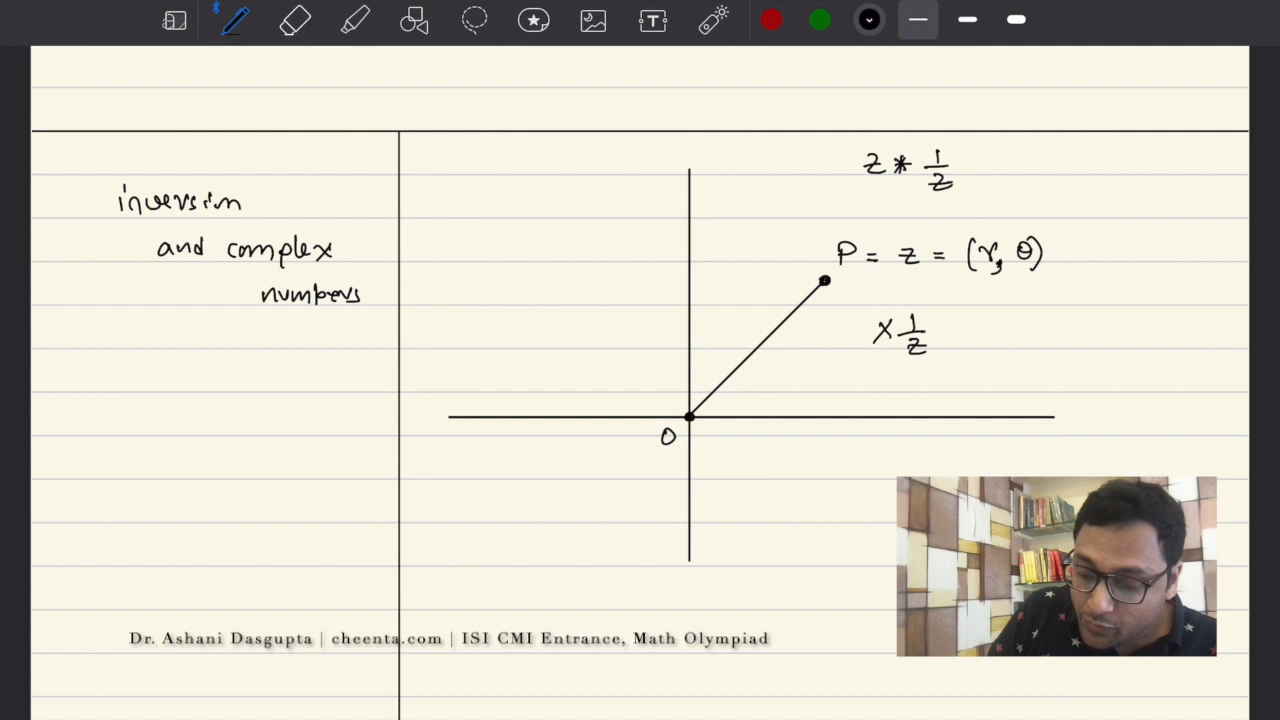 inversion
and complex
numbers
z * 1/z
P = z = (r, θ)
× 1/z
O
Dr. Ashani Dasgupta | cheenta.com | ISI CMI Entrance, Math Olympiad
T